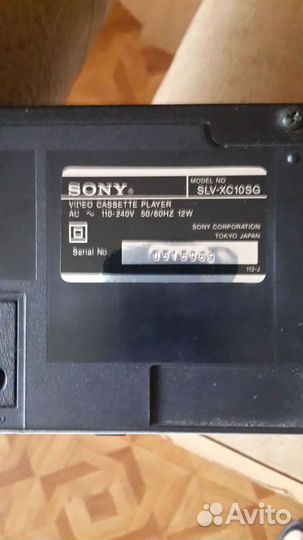 SONY®
MODEL NO
SLV-XC10SG
VIDEO CASSETTE PLAYER
AC ～ 110-240V 50/60HZ 12W
SONY CORPORATION
TOKYO JAPAN
Serial No
0515969
Avito